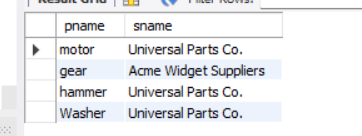 Result Grid Filter Rows:
pname sname
motor Universal Parts Co.
gear Acme Widget Suppliers
hammer Universal Parts Co.
Washer Universal Parts Co.